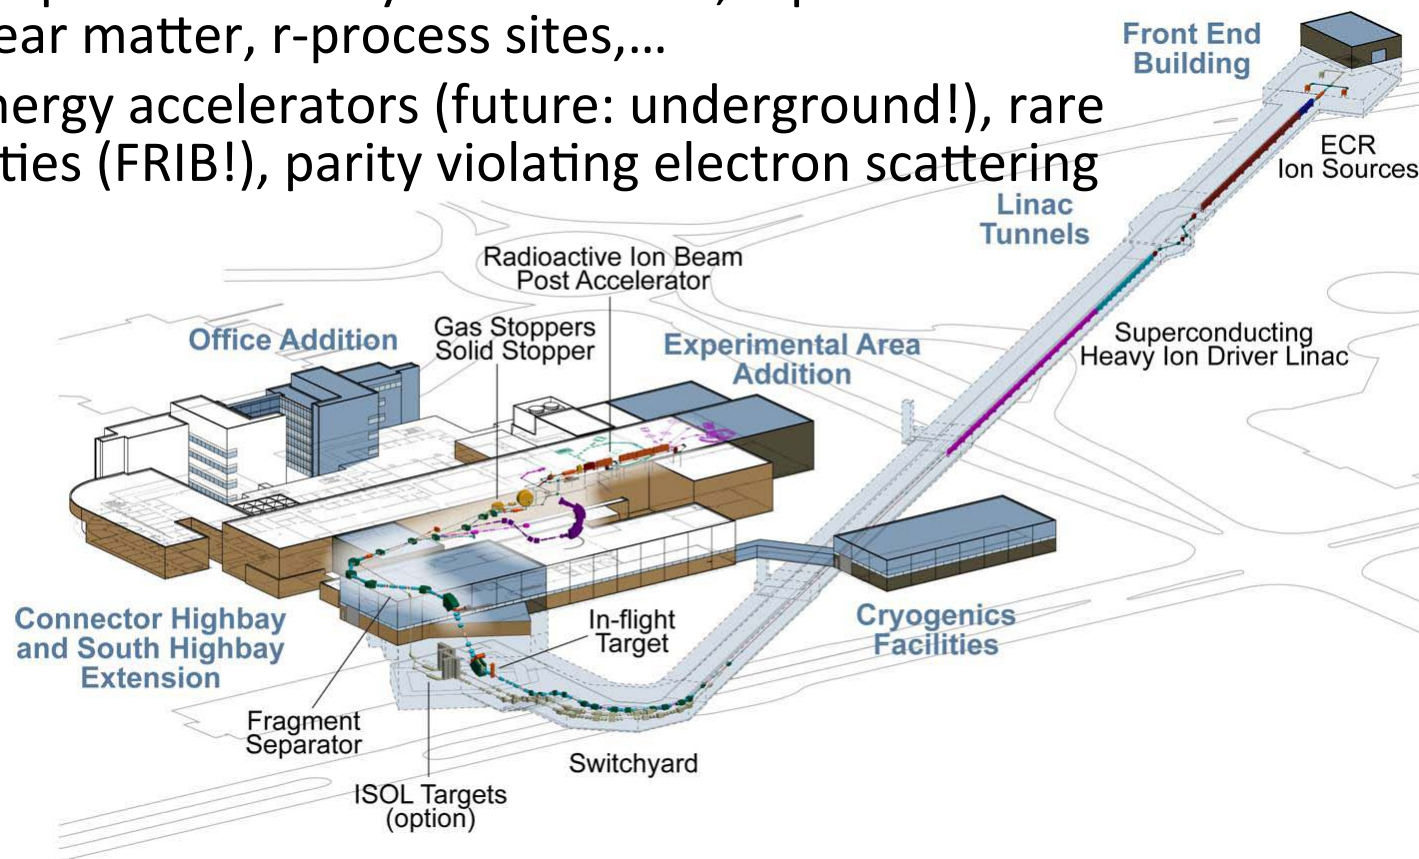 ear matter, r-process sites,...
nergy accelerators (future: underground!), rare
ties (FRIB!), parity violating electron scattering
Front End
Building
ECR
Ion Sources
Linac
Tunnels
Radioactive Ion Beam
Post Accelerator
Office Addition
Gas Stoppers
Solid Stopper
Experimental Area
Addition
Superconducting
Heavy Ion Driver Linac
Connector Highbay
and South Highbay
Extension
In-flight
Target
Cryogenics
Facilities
Fragment
Separator
Switchyard
ISOL Targets
(option)